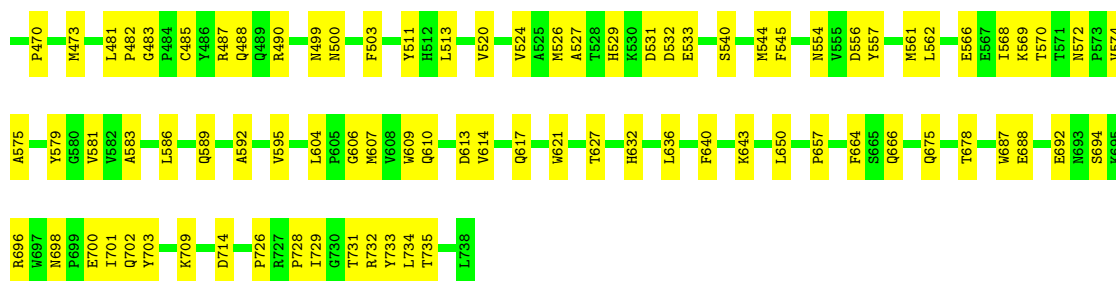 P470 M473 L481 P482 G483 P484 C485 Y486 R487 Q488 Q489 R490 N499 N500 F503 Y511 H512 L513 V520 V524 A525 M526 A527 T528 H529 K530 D531 D532 E533 S540 M544 F545 N554 V555 D556 Y557 M561 L562 E566 E567 I568 K569 T570 T571 N572 P573
A575 Y579 G580 V581 V582 A583 L586 Q589 A592 V595 L604 P605 G606 M607 V608 W609 Q610 D613 V614 Q617 W621 T627 H632 L636 F640 K643 L650 P657 F664 S665 Q666 Q675 T678 W687 E688 E692 N693 S694 K695
R696 W697 N698 P699 E700 I701 Q702 Y703 K709 D714 P726 R727 P728 I729 G730 T731 R732 Y733 L734 T735 L738